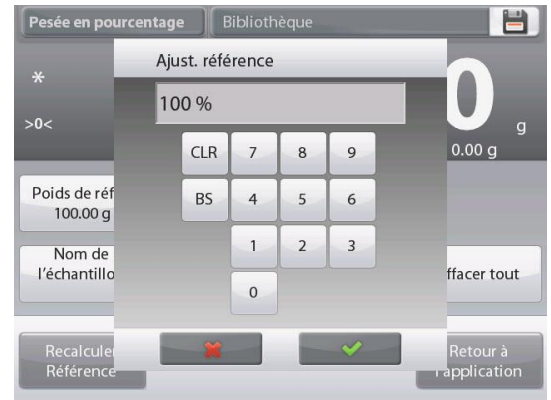 Pesée en pourcentage Bibliothèque
Ajust. référence
*
100 %
0
>0<
g
0.00 g
CLR 7 8 9
Poids de réf
100.00 g
BS 4 5 6
1 2 3
Nom de
l'échantillo
ffacer tout
0
Recalcule
Référence
Retour à
l'application